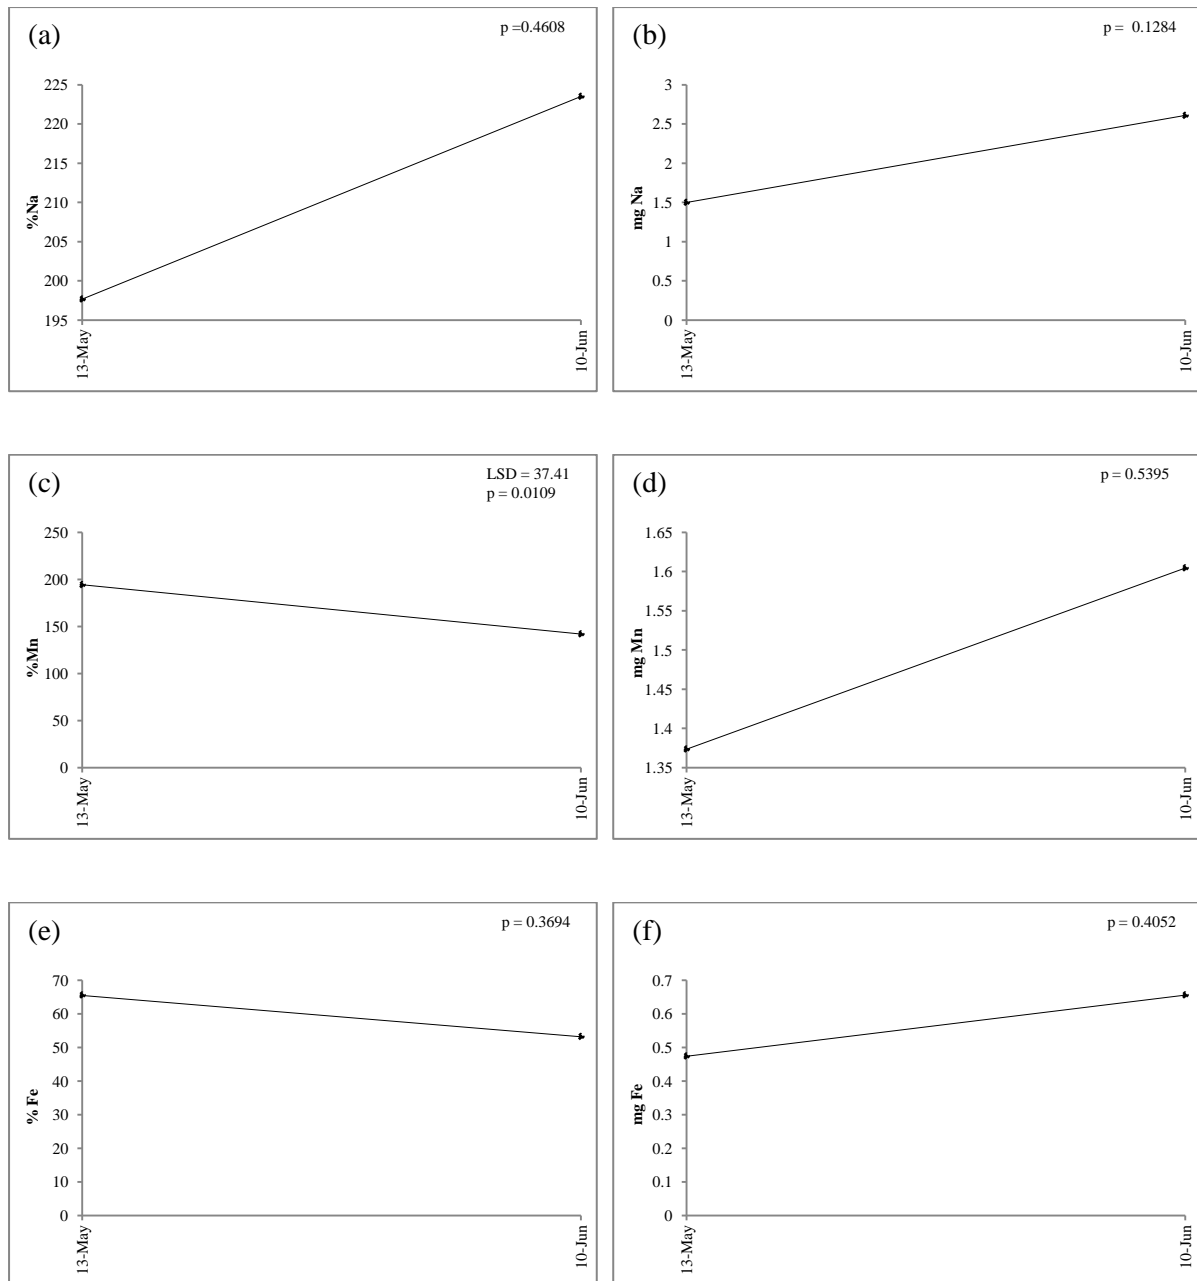 (a)
p =0.4608
%Na
225
220
215
210
205
200
195
13-May
10-Jun
(b)
p =  0.1284
mg Na
3
2.5
2
1.5
1
0.5
0
13-May
10-Jun
(c)
LSD = 37.41
p = 0.0109
%Mn
250
200
150
100
50
0
13-May
10-Jun
(d)
p = 0.5395
mg Mn
1.65
1.6
1.55
1.5
1.45
1.4
1.35
13-May
10-Jun
(e)
p = 0.3694
% Fe
70
60
50
40
30
20
10
0
13-May
10-Jun
(f)
p = 0.4052
mg Fe
0.7
0.6
0.5
0.4
0.3
0.2
0.1
0
13-May
10-Jun